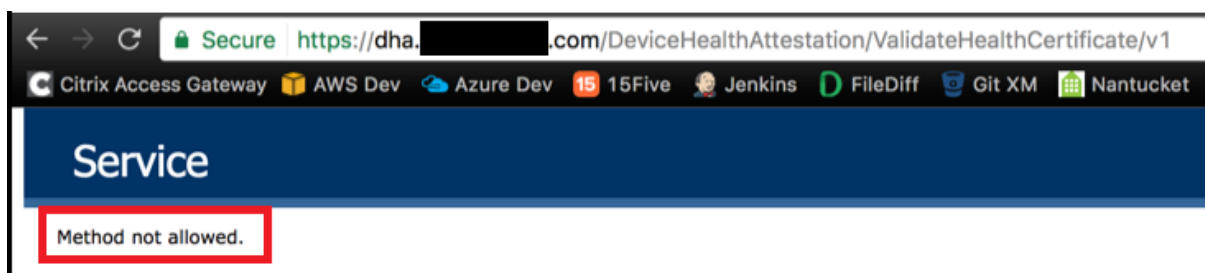 Secure https://dha. .com/DeviceHealthAttestation/ValidateHealthCertificate/v1
C Citrix Access Gateway AWS Dev Azure Dev 15 15Five Jenkins D FileDiff Git XM Nantucket
Service
Method not allowed.